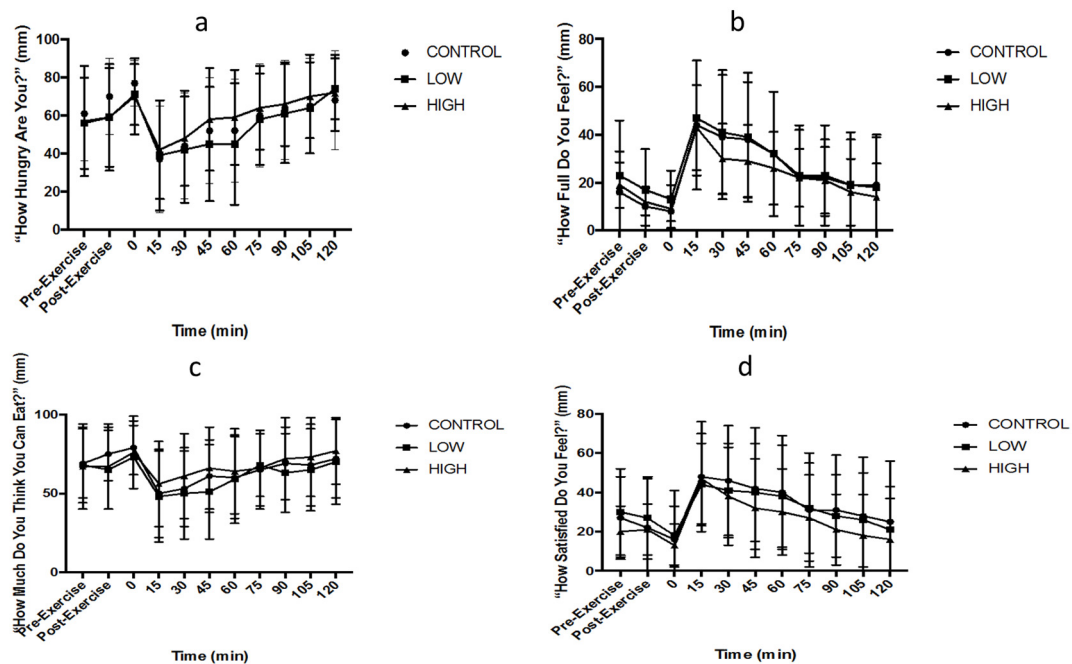 a
"How Hungry Are You?" (mm)
100
80
60
40
20
0
CONTROL
LOW
HIGH
Pre-Exercise
Post-Exercise
0
15
30
45
60
75
90
105
120
Time (min)
b
"How Full Do You Feel?" (mm)
80
60
40
20
0
CONTROL
LOW
HIGH
Pre-Exercise
Post-Exercise
0
15
30
45
60
75
90
105
120
Time (min)
c
"How Much Do You Think You Can Eat?" (mm)
100
50
0
CONTROL
LOW
HIGH
Pre-Exercise
Post-Exercise
0
15
30
45
60
75
90
105
120
Time (min)
d
"How Satisfied Do You Feel?" (mm)
80
60
40
20
0
CONTROL
LOW
HIGH
Pre-Exercise
Post-Exercise
0
15
30
45
60
75
90
105
120
Time (min)